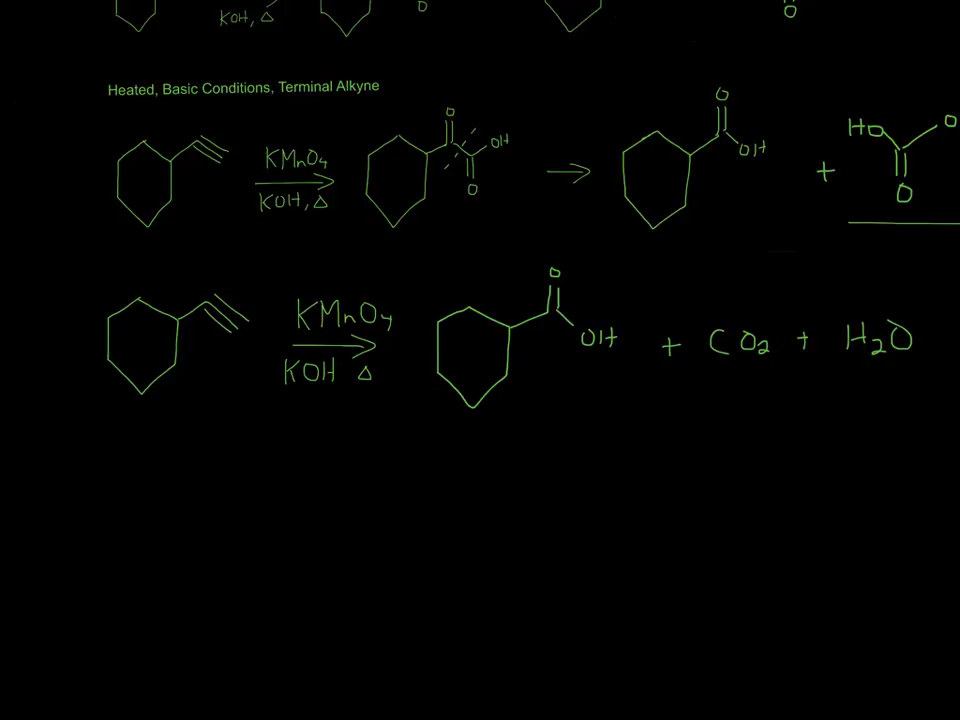 KOH, Δ O O
Heated, Basic Conditions, Terminal Alkyne
KMnO₄
KOH, Δ
O OH O
O OH
+
HO O O
KMnO₄
KOH Δ
O OH
+ CO₂ + H₂O